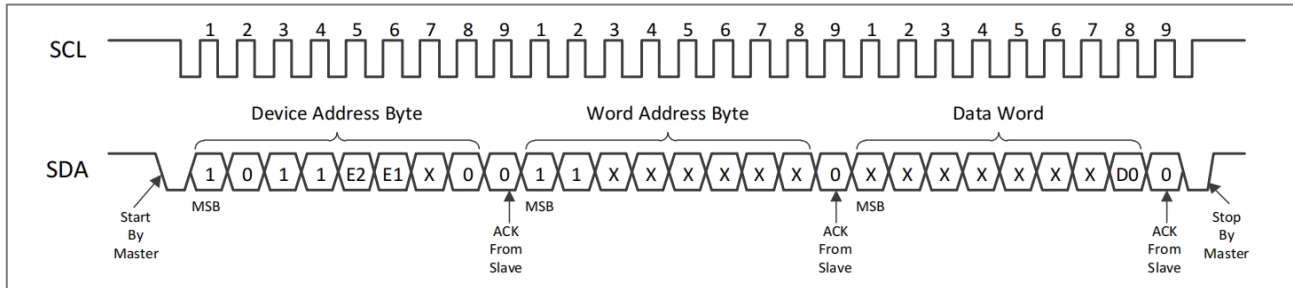 1 2 3 4 5 6 7 8 9 1 2 3 4 5 6 7 8 9 1 2 3 4 5 6 7 8 9
SCL
Device Address Byte Word Address Byte Data Word
SDA 1 0 1 1 E2 E1 X 0 0 1 1 X X X X X X 0 X X X X X X X D0 0
MSB MSB MSB
Start
By
Master
ACK
From
Slave
ACK
From
Slave
ACK
From
Slave
Stop
By
Master